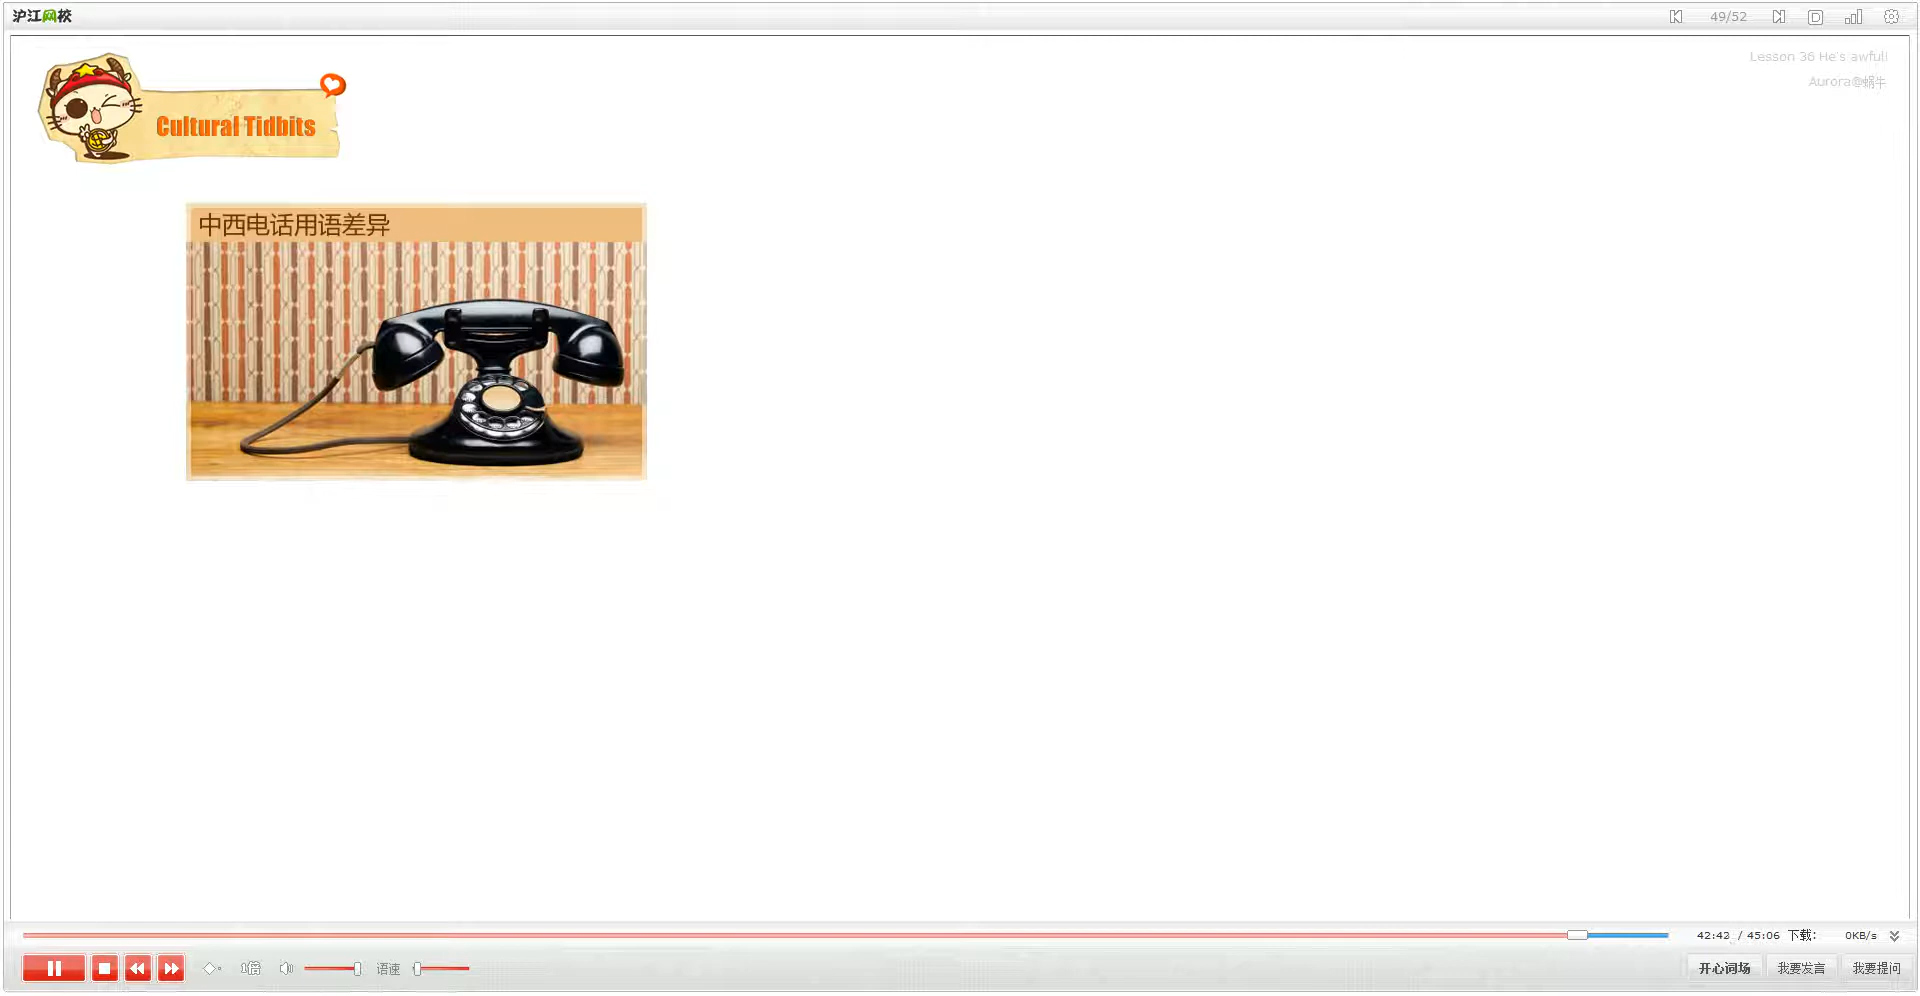 沪江网校
49/52
Lesson 36 He's awful!
Aurora@蜗牛
Cultural Tidbits
中西电话用语差异
42:42 / 45:06 下载: 0KB/s
1倍
语速
开心词场
我要发言
我要提问